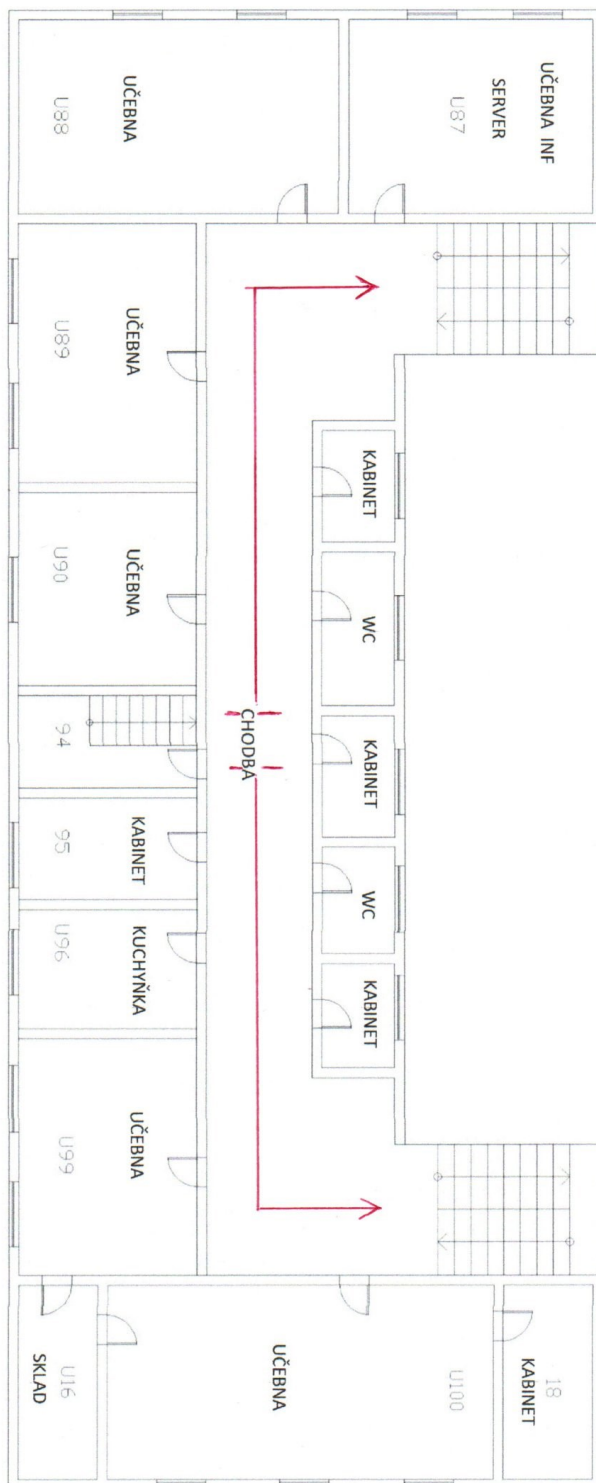 UČEBNA INF
SERVER
U87
UČEBNA
U88
UČEBNA
U89
KABINET
UČEBNA
U90
WC
94
CHODBA
KABINET
KABINET
95
WC
KUCHYŇKA
U96
KABINET
UČEBNA
U99
18
KABINET
U100
UČEBNA
U16
SKLAD